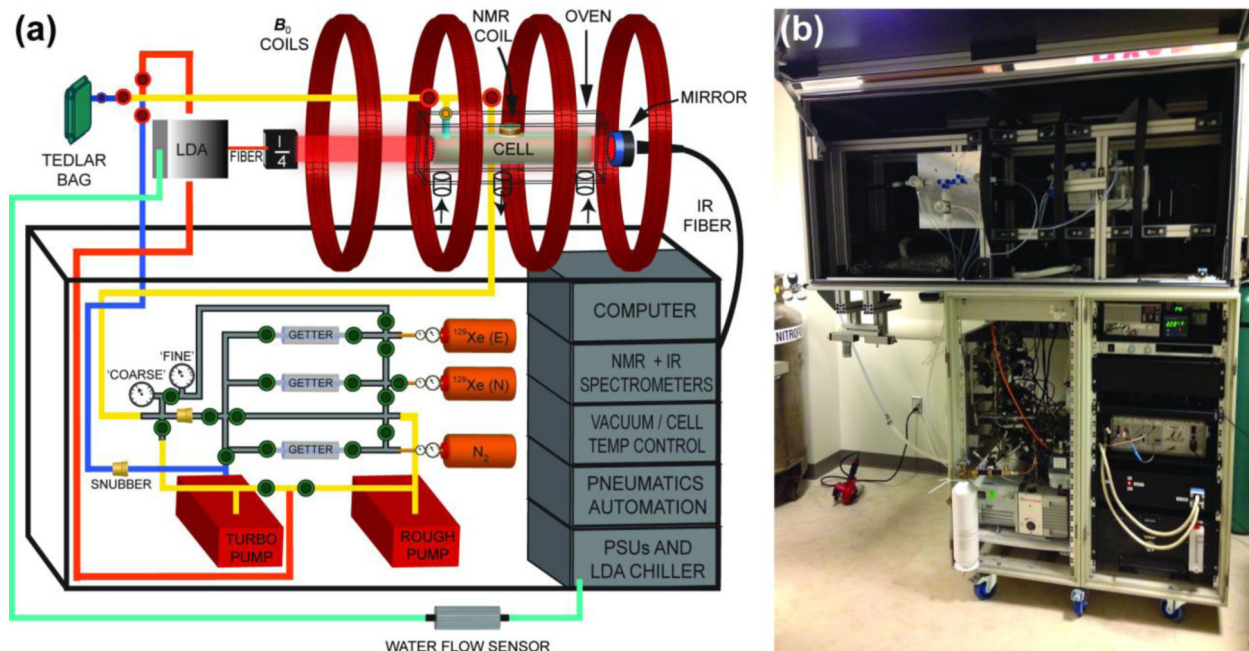 (a)
B0
COILS
NMR
COIL
OVEN
MIRROR
TEDLAR
BAG
LDA
FIBER
1
4
CELL
IR
FIBER
COMPUTER
'FINE'
'COARSE'
GETTER
129Xe (E)
NMR + IR
SPECTROMETERS
GETTER
129Xe (N)
VACUUM / CELL
TEMP CONTROL
GETTER
N2
SNUBBER
PNEUMATICS
AUTOMATION
TURBO
PUMP
ROUGH
PUMP
PSUs AND
LDA CHILLER
WATER FLOW SENSOR
(b)